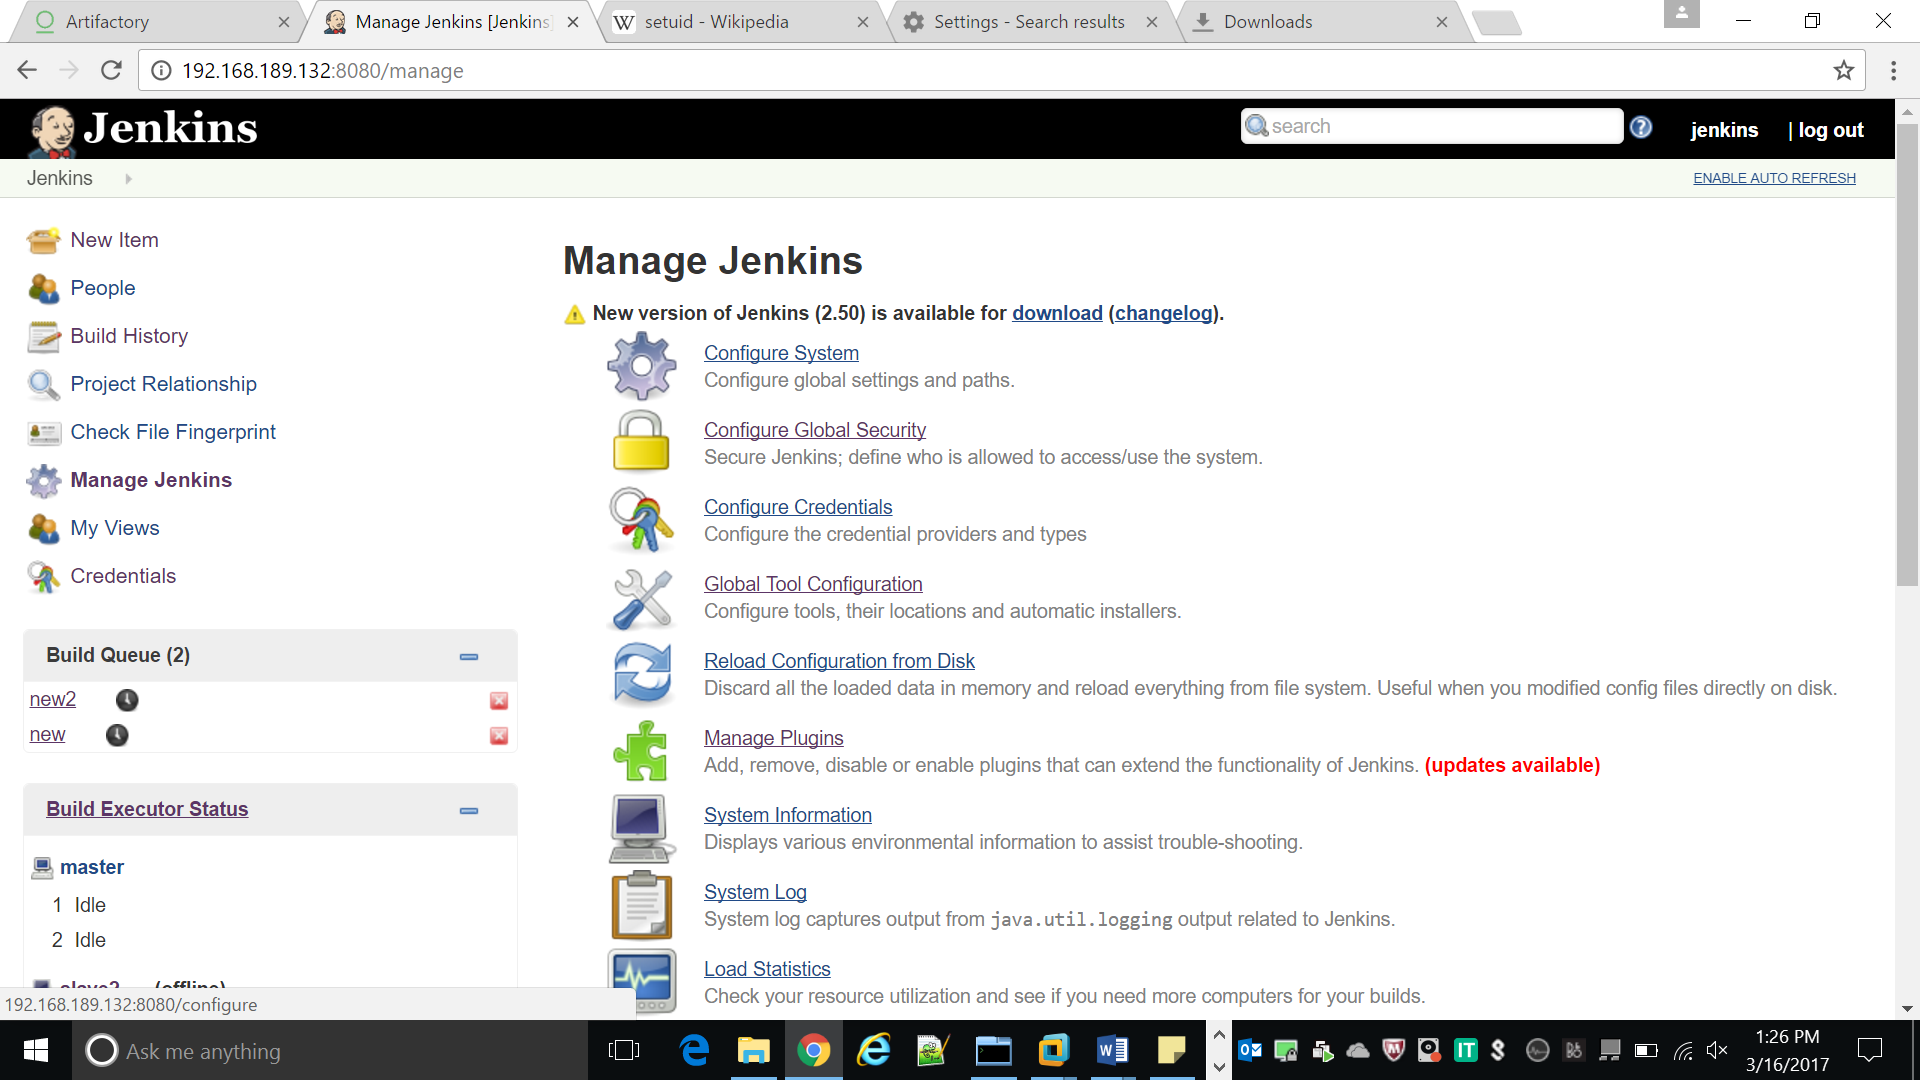 Artifactory
Manage Jenkins [Jenkins]
setuid - Wikipedia
Settings - Search results
Downloads
192.168.189.132:8080/manage
Jenkins
search
jenkins
| log out
Jenkins
ENABLE AUTO REFRESH
New Item
People
Build History
Project Relationship
Check File Fingerprint
Manage Jenkins
My Views
Credentials
Build Queue (2)
new2
new
Build Executor Status
master
1 Idle
2 Idle
slave2 (offline)
192.168.189.132:8080/configure
Manage Jenkins
New version of Jenkins (2.50) is available for download (changelog).
Configure System
Configure global settings and paths.
Configure Global Security
Secure Jenkins; define who is allowed to access/use the system.
Configure Credentials
Configure the credential providers and types
Global Tool Configuration
Configure tools, their locations and automatic installers.
Reload Configuration from Disk
Discard all the loaded data in memory and reload everything from file system. Useful when you modified config files directly on disk.
Manage Plugins
Add, remove, disable or enable plugins that can extend the functionality of Jenkins. (updates available)
System Information
Displays various environmental information to assist trouble-shooting.
System Log
System log captures output from java.util.logging output related to Jenkins.
Load Statistics
Check your resource utilization and see if you need more computers for your builds.
Ask me anything
1:26 PM
3/16/2017